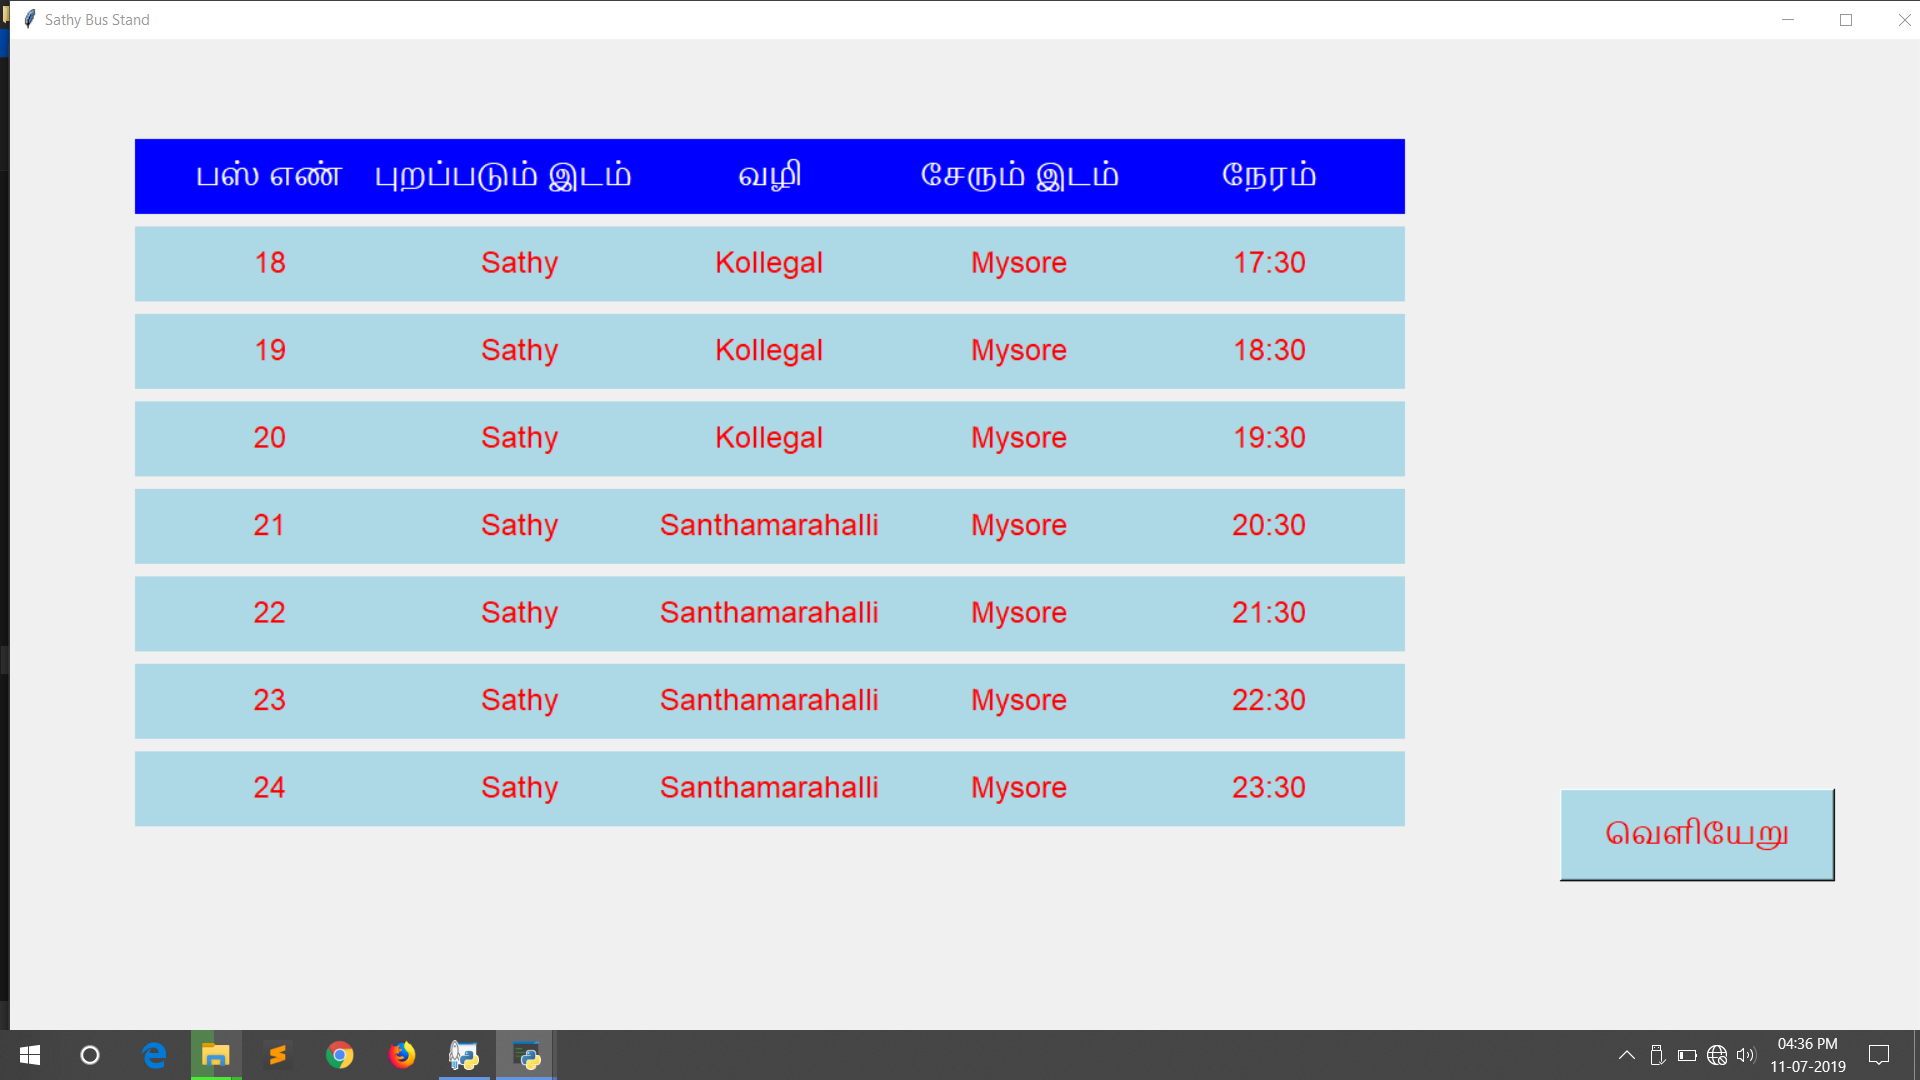 Sathy Bus Stand
பஸ் எண் புறப்படும் இடம் வழி சேரும் இடம் நேரம்
18 Sathy Kollegal Mysore 17:30
19 Sathy Kollegal Mysore 18:30
20 Sathy Kollegal Mysore 19:30
21 Sathy Santhamarahalli Mysore 20:30
22 Sathy Santhamarahalli Mysore 21:30
23 Sathy Santhamarahalli Mysore 22:30
24 Sathy Santhamarahalli Mysore 23:30
வெளியேறு
04:36 PM
11-07-2019